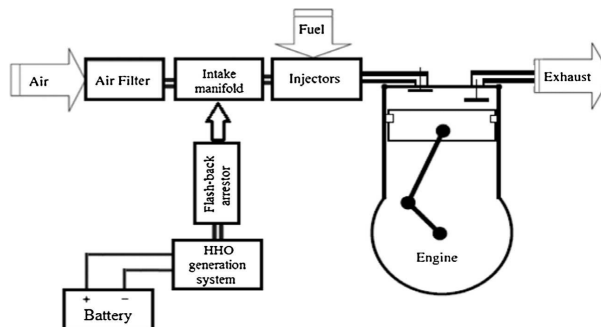 Fuel
Air
Air Filter
Intake
manifold
Injectors
Exhaust
Flash-back
arrestor
HHO
generation
system
Engine
+ −
Battery